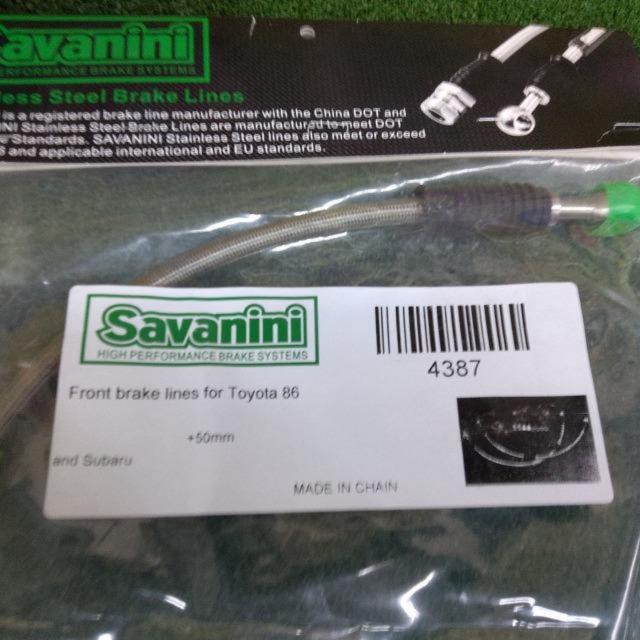 Savanini
PERFORMANCE BRAKE SYSTEMS
less Steel Brake Lines
is a registered brake line manufacturer with the China DOT and
NI Stainless Steel Brake Lines are manufactured to meet DOT
Standards. SAVANINI Stainless Steel lines also meet or exceed
and applicable international and EU standards.
Savanini
HIGH PERFORMANCE BRAKE SYSTEMS
4387
Front brake lines for Toyota 86
+50mm
and Subaru
MADE IN CHAIN